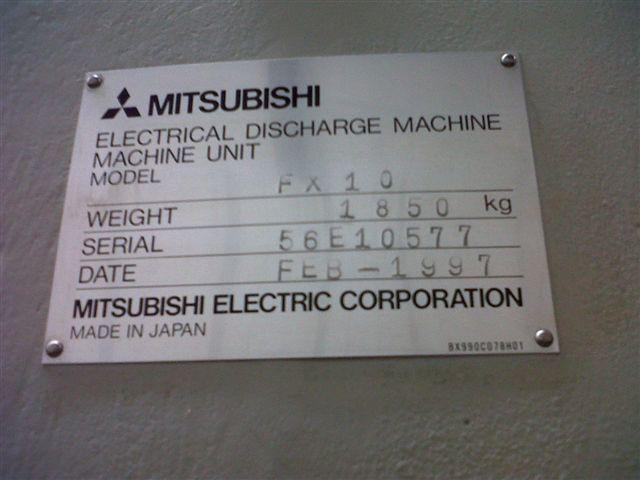 MITSUBISHI
ELECTRICAL DISCHARGE MACHINE
MACHINE UNIT
MODEL FX10
WEIGHT 1850 kg
SERIAL 56E10577
DATE FEB-1997
MITSUBISHI ELECTRIC CORPORATION
MADE IN JAPAN
BX990C078H01